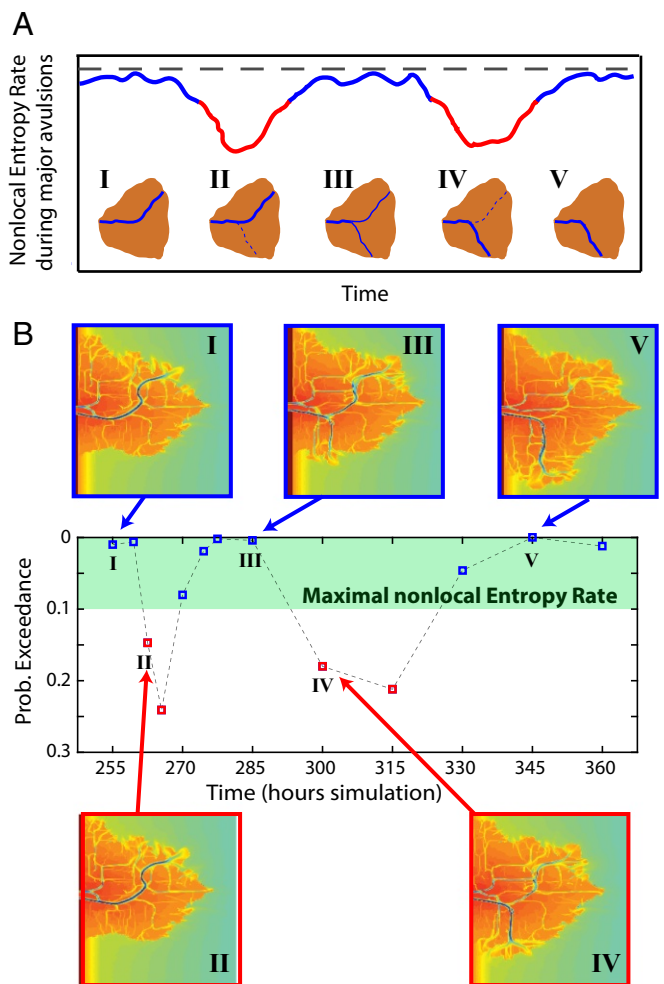 A
Nonlocal Entropy Rate
during major avulsions
I
II
III
IV
V
Time
B
I
III
V
0
0.1
0.2
0.3
Prob. Exceedance
I
II
III
IV
V
Maximal nonlocal Entropy Rate
255
270
285
300
315
330
345
360
Time (hours simulation)
II
IV